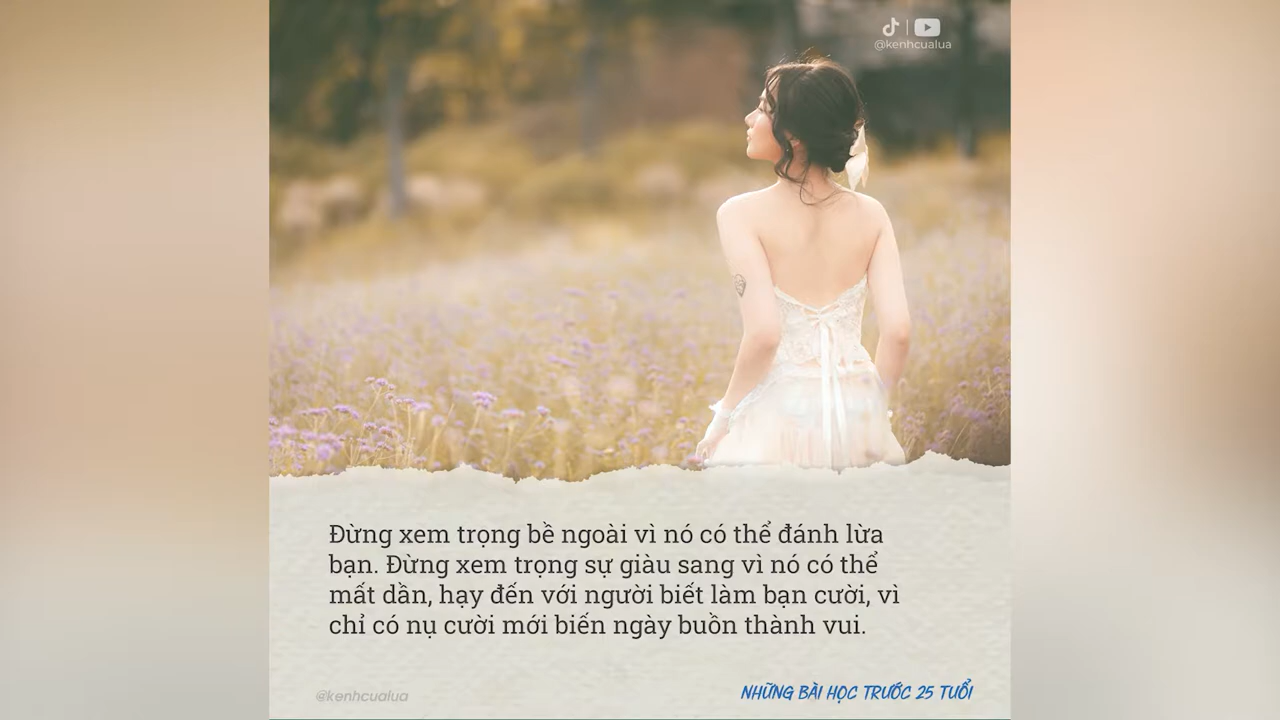 @kenhcualua
Đừng xem trọng bề ngoài vì nó có thể đánh lừa
bạn. Đừng xem trọng sự giàu sang vì nó có thể
mất dần, hạy đến với người biết làm bạn cười, vì
chỉ có nụ cười mới biến ngày buồn thành vui.
@kenhcualua
NHỮNG BÀI HỌC TRƯỚC 25 TUỔI